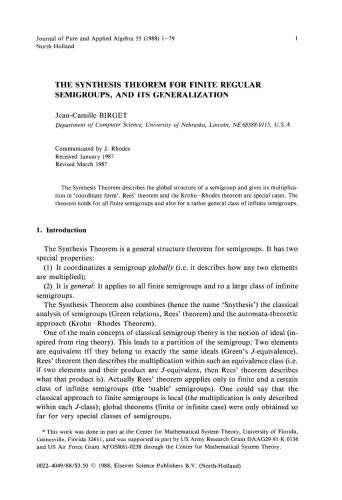 Journal of Pure and Applied Algebra 55 (1988) 1-79
1
North-Holland
THE SYNTHESIS THEOREM FOR FINITE REGULAR
SEMIGROUPS, AND ITS GENERALIZATION
Jean-Camille BIRGET
Department of Computer Science, University of Nebraska, Lincoln, NE 68588-0115, U.S.A.
Communicated by J. Rhodes
Received January 1987
Revised March 1987
The Synthesis Theorem describes the global structure of a semigroup and gives its multiplica-
tion in 'coordinate form'. Rees' theorem and the Krohn-Rhodes theorem are special cases. The
theorem holds for all finite semigroups and also for a rather general class of infinite semigroups.
1. Introduction
The Synthesis Theorem is a general structure theorem for semigroups. It has two
special properties:
(1) It coordinatizes a semigroup globally (i.e. it describes how any two elements
are multiplied);
(2) It is general: It applies to all finite semigroups and to a large class of infinite
semigroups.
The Synthesis Theorem also combines (hence the name 'Snythesis') the classical
analysis of semigroups (Green relations, Rees' theorem) and the automata-theoretic
approach (Krohn-Rhodes Theorem).
One of the main concepts of classical semigroup theory is the notion of ideal (in-
spired from ring theory). This leads to a partition of the semigroup: Two elements
are equivalent iff they belong to exactly the same ideals (Green's J-equivalence).
Rees' theorem then describes the multiplication within such an equivalence class (i.e.
if two elements and their product are J-equivalent, then Rees' theorem describes
what that product is). Actually Rees' theorem appplies only to finite and a certain
class of infinite semigroups (the 'stable' semigroups). One could say that the
classical approach to finite semigroups is local (the multiplication is only described
within each J-class); global theorems (finite or infinite case) were only obtained so
far for very special classes of semigroups.
* This work was done in part at the Center for Mathematical System Theory, University of Florida,
Gainesville, Florida 32611, and was supported in part by US Army Research Grant DAAG29-81-K-0136
and US Air Force Grant AFOSR81-0238 through the Center for Mathematical System Theory.
0022-4049/88/$3.50 © 1988, Elsevier Science Publishers B.V. (North-Holland)